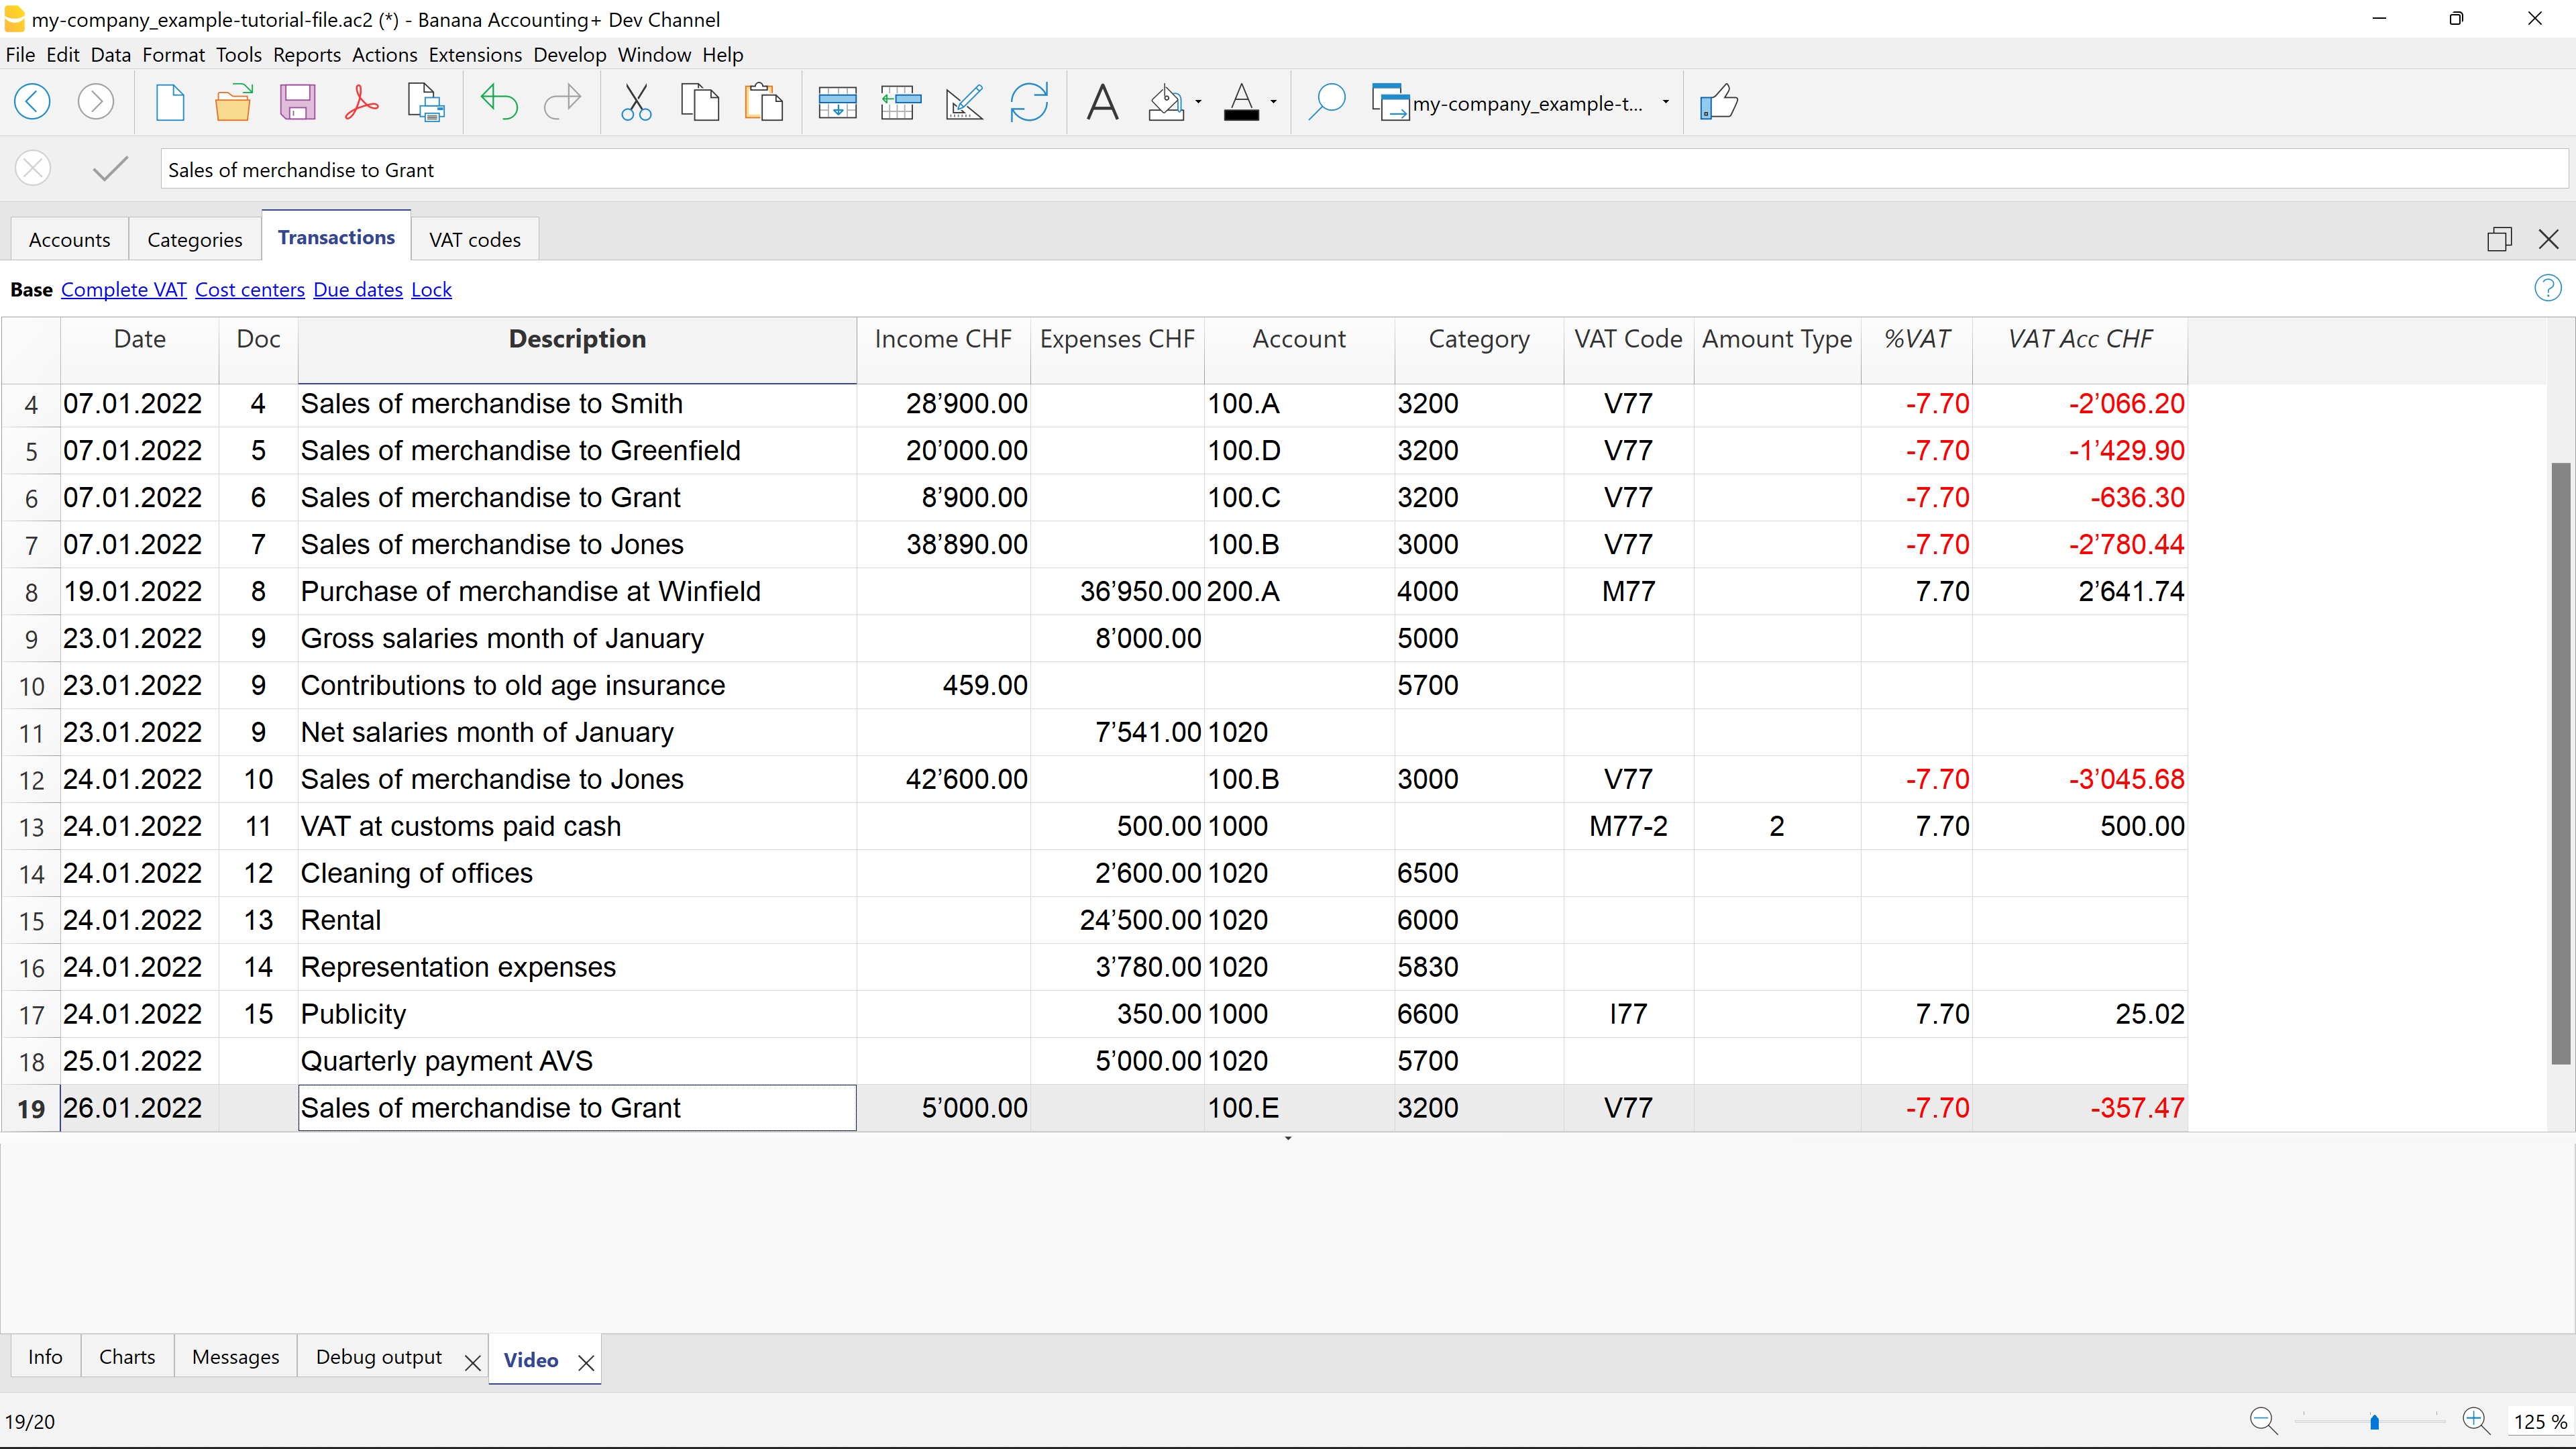 my-company_example-tutorial-file.ac2 (*) - Banana Accounting+ Dev Channel
File Edit Data Format Tools Reports Actions Extensions Develop Window Help
my-company_example-t...
Sales of merchandise to Grant
Accounts Categories Transactions VAT codes
Base Complete VAT Cost centers Due dates Lock
Date Doc Description Income CHF Expenses CHF Account Category VAT Code Amount Type %VAT VAT Acc CHF
4 07.01.2022 4 Sales of merchandise to Smith 28’900.00 100.A 3200 V77 -7.70 -2’066.20
5 07.01.2022 5 Sales of merchandise to Greenfield 20’000.00 100.D 3200 V77 -7.70 -1’429.90
6 07.01.2022 6 Sales of merchandise to Grant 8’900.00 100.C 3200 V77 -7.70 -636.30
7 07.01.2022 7 Sales of merchandise to Jones 38’890.00 100.B 3000 V77 -7.70 -2’780.44
8 19.01.2022 8 Purchase of merchandise at Winfield 36’950.00 200.A 4000 M77 7.70 2’641.74
9 23.01.2022 9 Gross salaries month of January 8’000.00 5000
10 23.01.2022 9 Contributions to old age insurance 459.00 5700
11 23.01.2022 9 Net salaries month of January 7’541.00 1020
12 24.01.2022 10 Sales of merchandise to Jones 42’600.00 100.B 3000 V77 -7.70 -3’045.68
13 24.01.2022 11 VAT at customs paid cash 500.00 1000 M77-2 2 7.70 500.00
14 24.01.2022 12 Cleaning of offices 2’600.00 1020 6500
15 24.01.2022 13 Rental 24’500.00 1020 6000
16 24.01.2022 14 Representation expenses 3’780.00 1020 5830
17 24.01.2022 15 Publicity 350.00 1000 6600 I77 7.70 25.02
18 25.01.2022 Quarterly payment AVS 5’000.00 1020 5700
19 26.01.2022 Sales of merchandise to Grant 5’000.00 100.E 3200 V77 -7.70 -357.47
Info Charts Messages Debug output Video
19/20 125 %